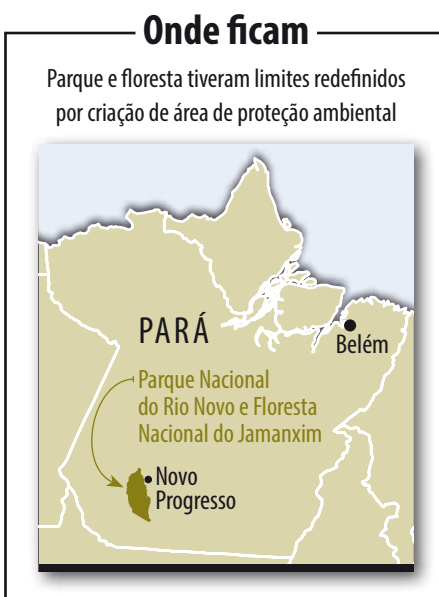 Onde ficam
Parque e floresta tiveram limites redefinidos
por criação de área de proteção ambiental
PARÁ
Belém
Parque Nacional
do Rio Novo e Floresta
Nacional do Jamanxim
Novo
Progresso